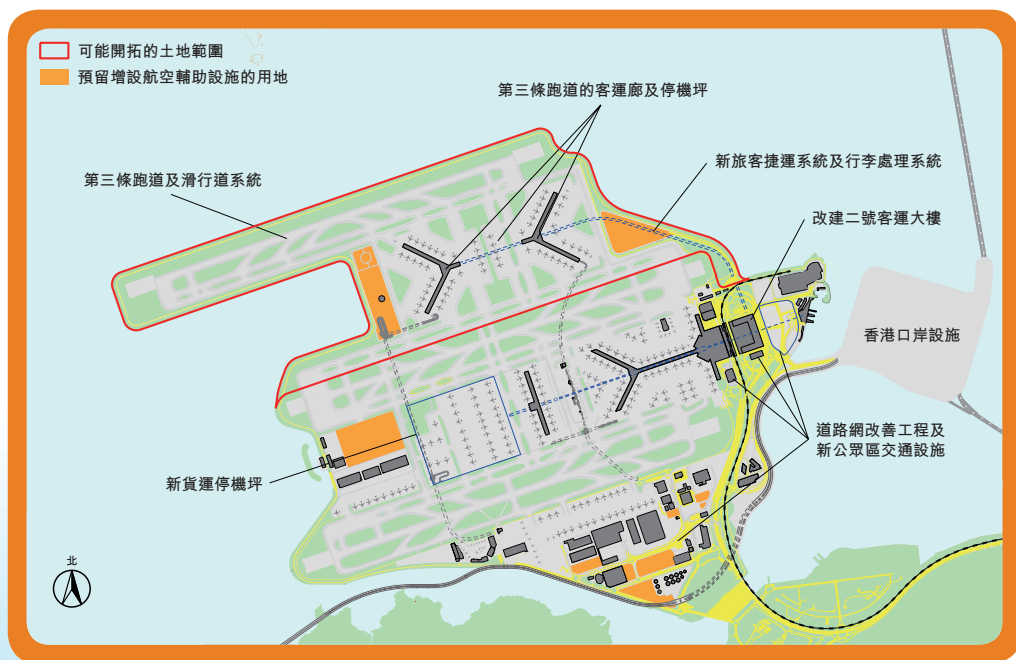 可能開拓的土地範圍
預留增設航空輔助設施的用地
第三條跑道的客運廊及停機坪
新旅客捷運系統及行李處理系統
第三條跑道及滑行道系統
改建二號客運大樓
香港口岸設施
道路網改善工程及
新公眾區交通設施
新貨運停機坪
北